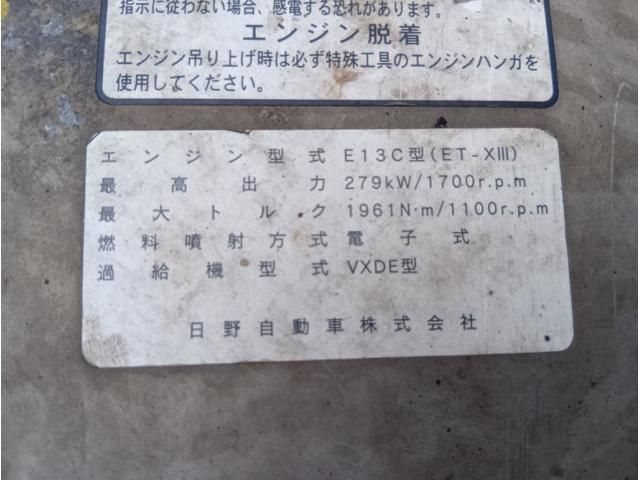 指示に従わない場合、感電する恐れがあります。
エンジン脱着
エンジン吊り上げ時は必ず特殊工具のエンジンハンガを
使用してください。
エンジン型式 E13C型(ET-XⅢ)
最高出力 279kW/1700r.p.m
最大トルク 1961N·m/1100r.p.m
燃料噴射方式 電子式
過給機型式 VXDE型
日野自動車株式会社